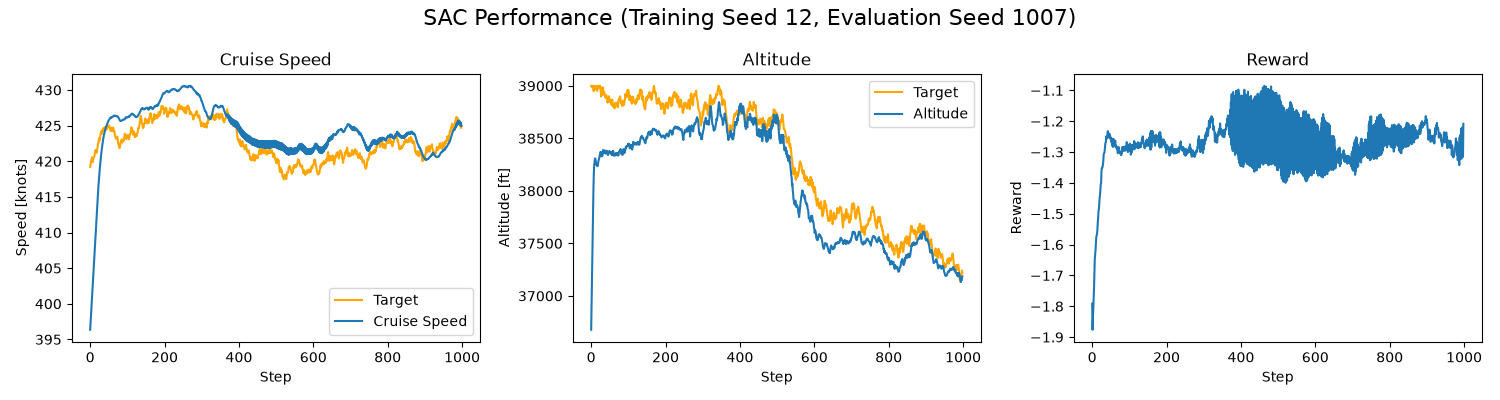 SAC Performance (Training Seed 12, Evaluation Seed 1007)
Cruise Speed
Speed [knots]
430
425
420
415
410
405
400
395
0
200
400
600
800
1000
Step
Target
Cruise Speed
Altitude
Altitude [ft]
39000
38500
38000
37500
37000
0
200
400
600
800
1000
Step
Target
Altitude
Reward
Reward
−1.1
−1.2
−1.3
−1.4
−1.5
−1.6
−1.7
−1.8
−1.9
0
200
400
600
800
1000
Step